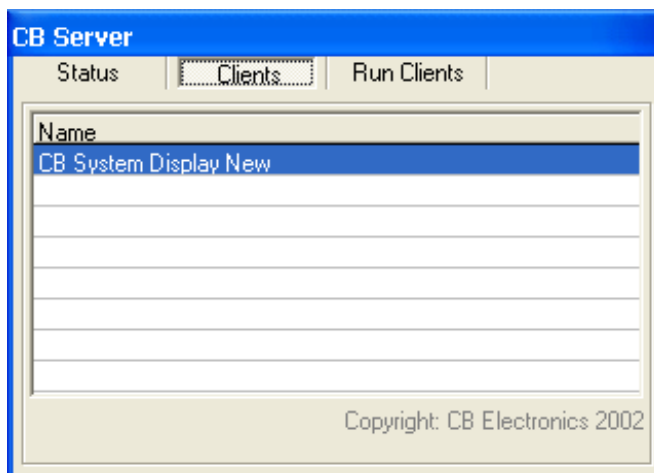 CB Server
Status Clients Run Clients
Name
CB System Display New
Copyright: CB Electronics 2002